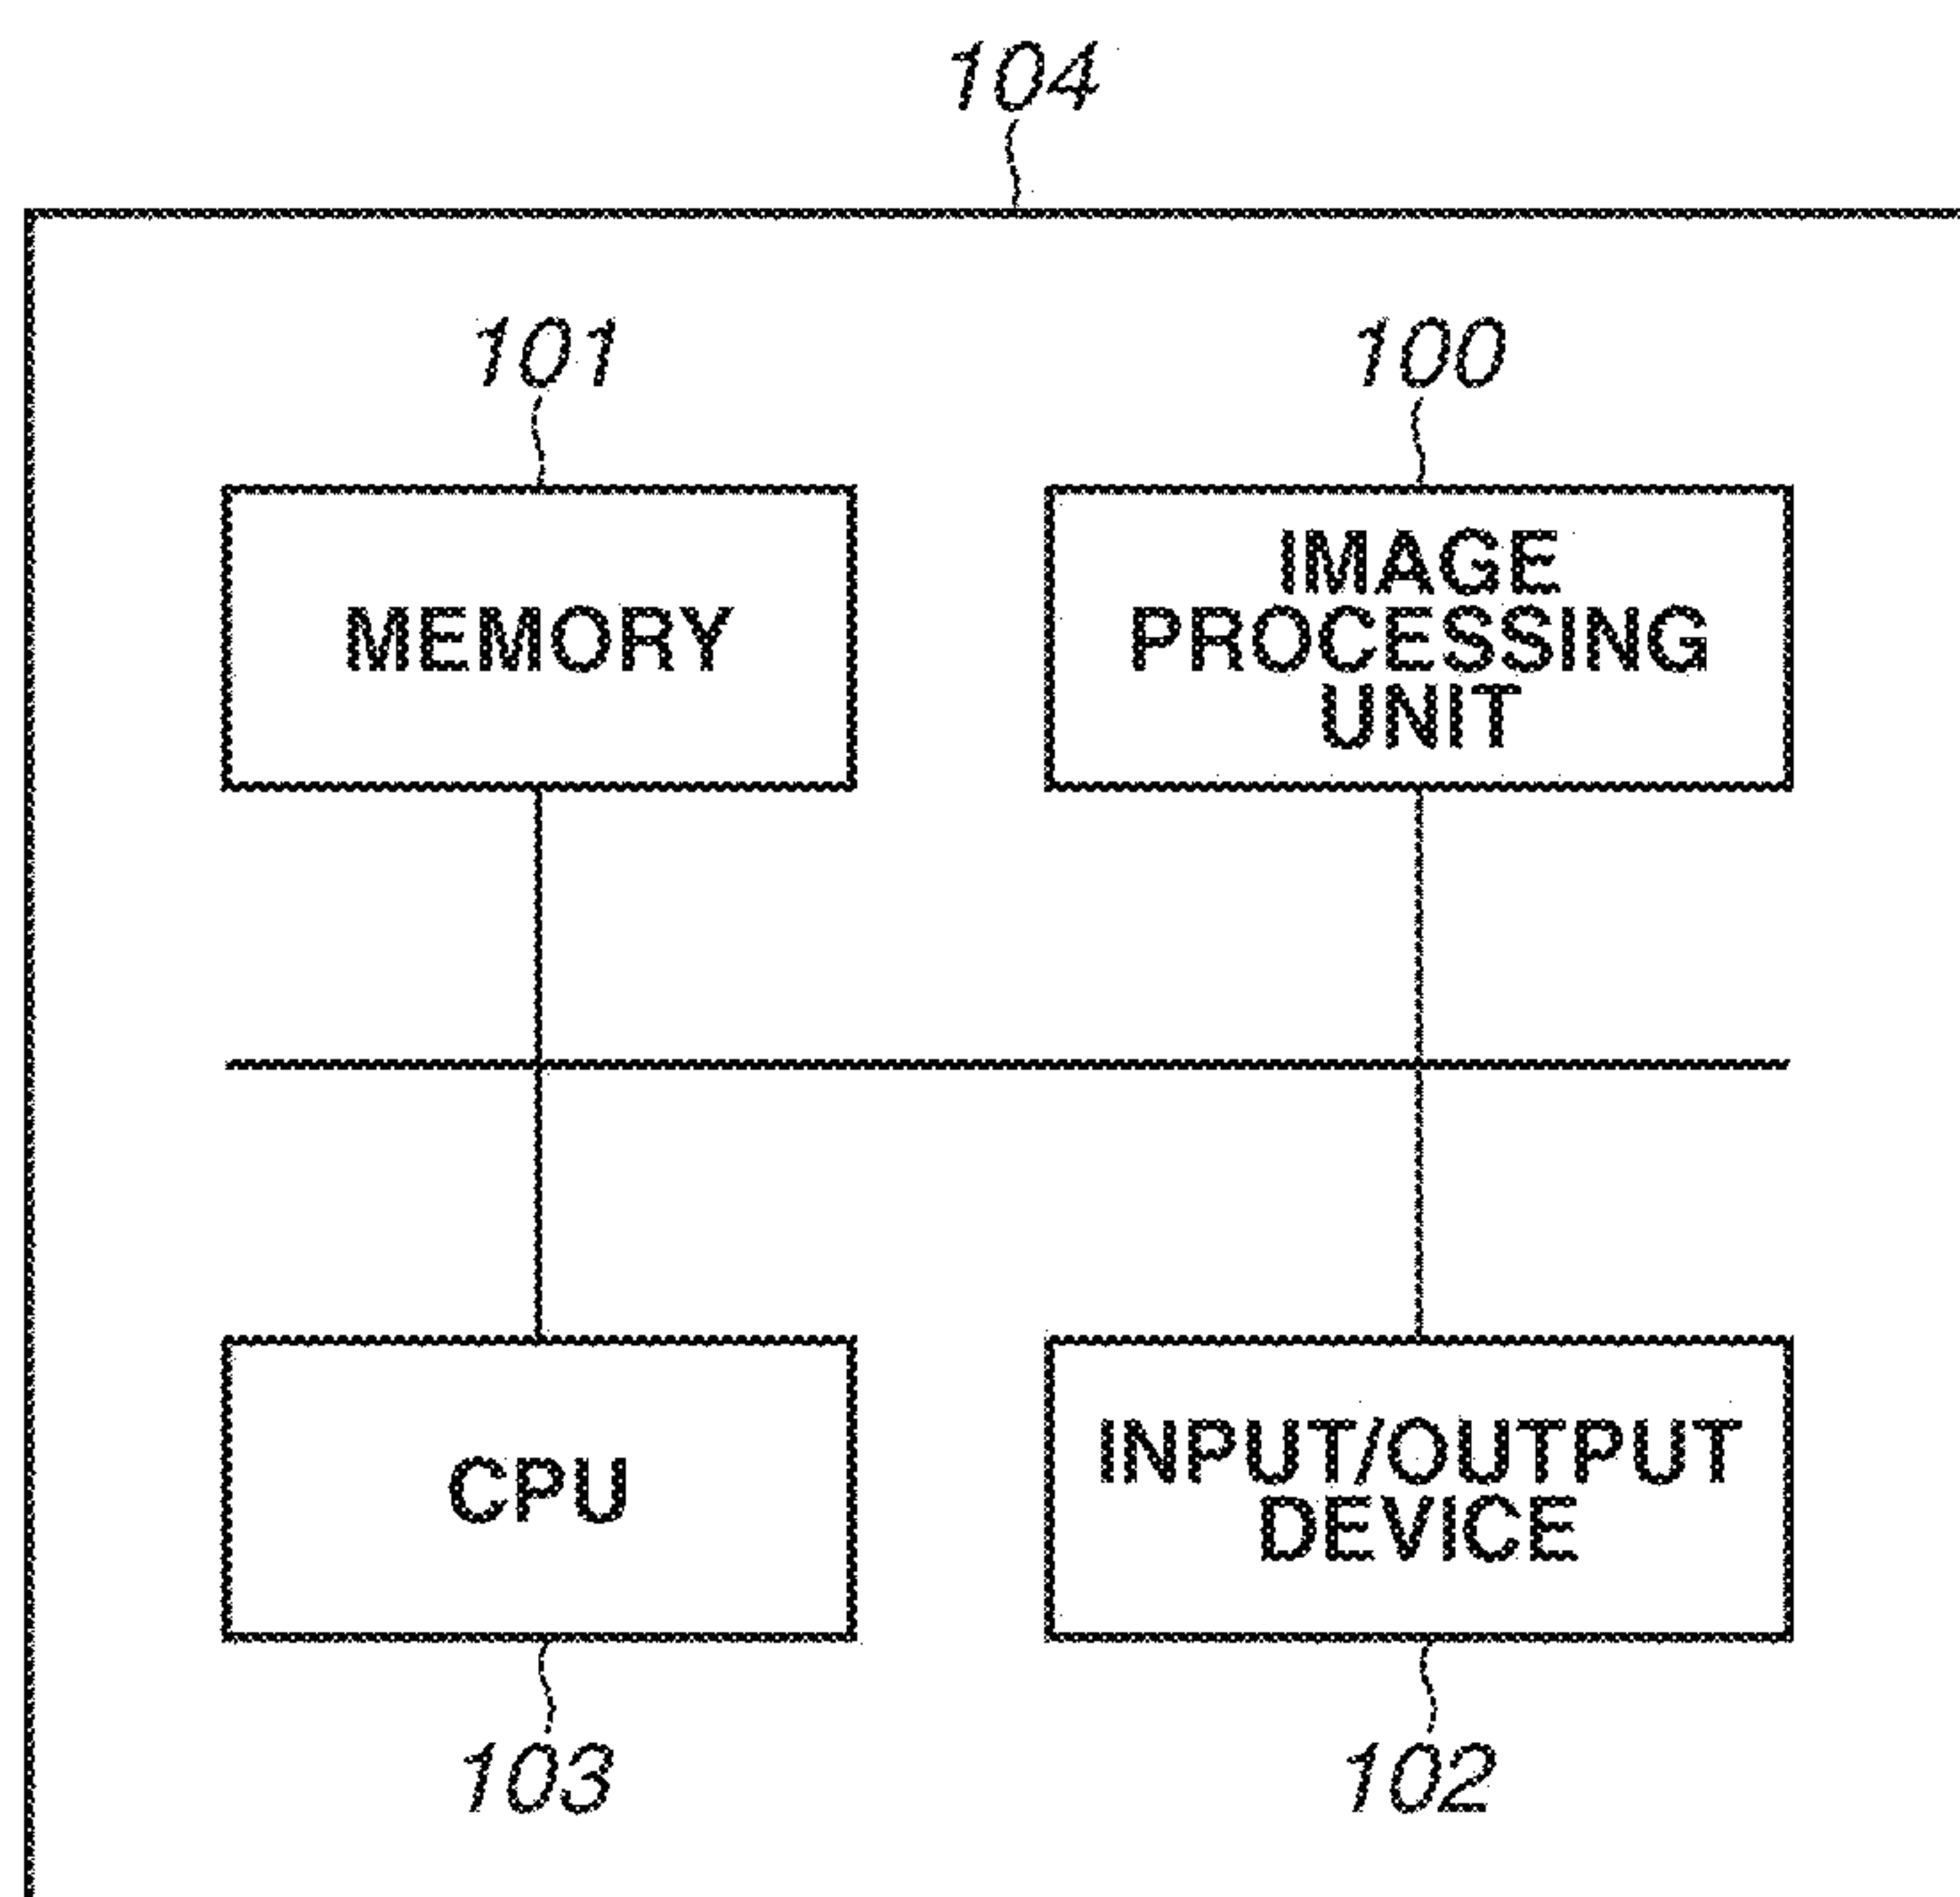 104
101
100
MEMORY
IMAGE
PROCESSING
UNIT
CPU
INPUT/OUTPUT
DEVICE
103
102